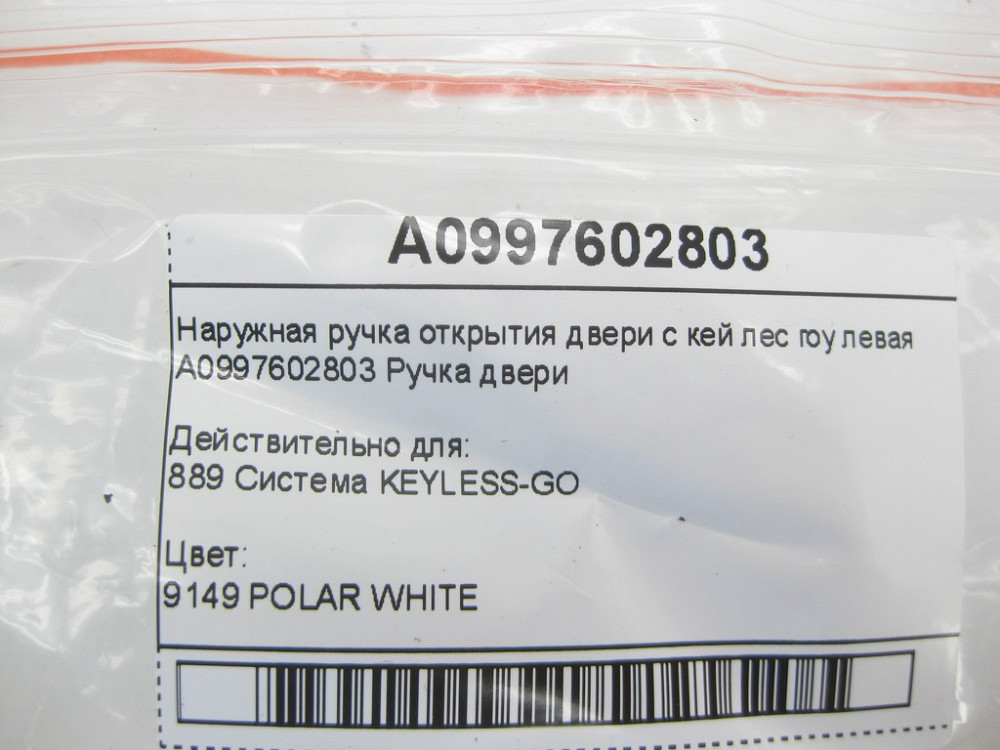 A0997602803
Наружная ручка открытия двери с кей лес гоу левая
A0997602803 Ручка двери
Действительно для:
889 Система KEYLESS-GO
Цвет:
9149 POLAR WHITE